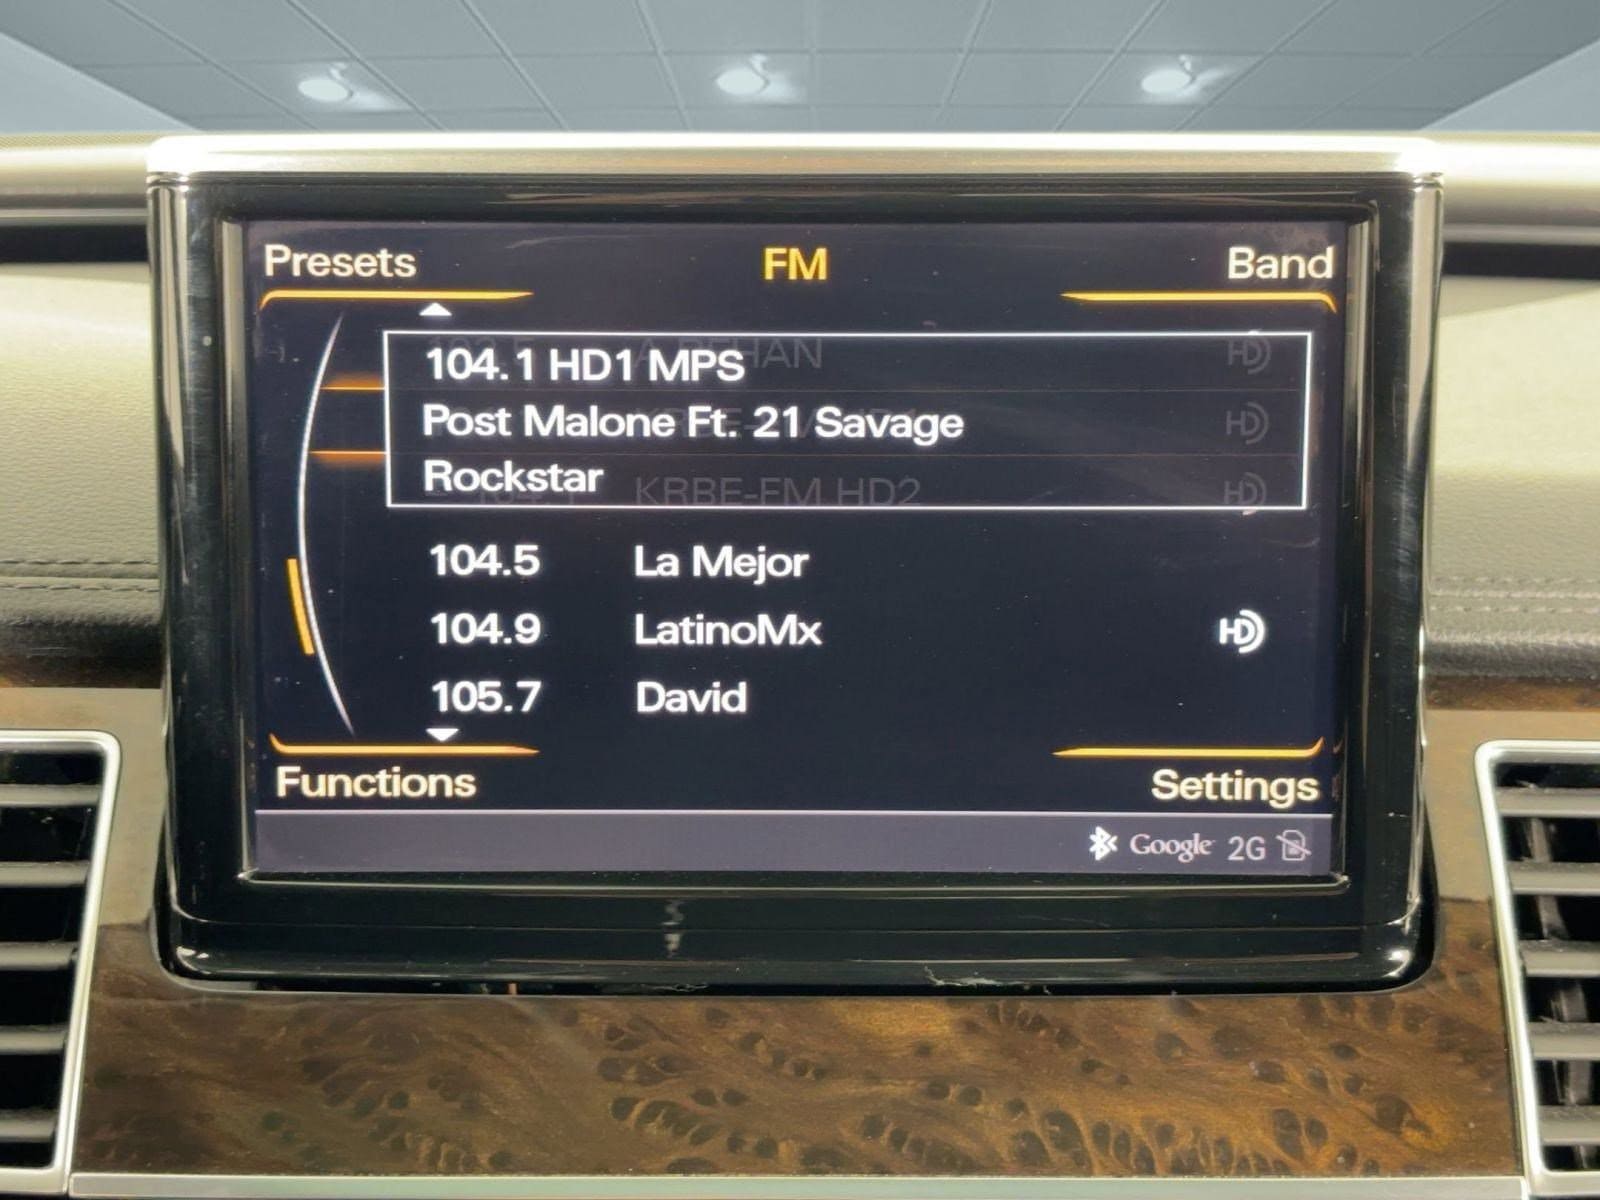 Presets FM Band
104.1 HD1 MPS
Post Malone Ft. 21 Savage
Rockstar
KRBE-FM HD2
104.5 La Mejor
104.9 LatinoMx HD
105.7 David
Functions Settings
Google 2G